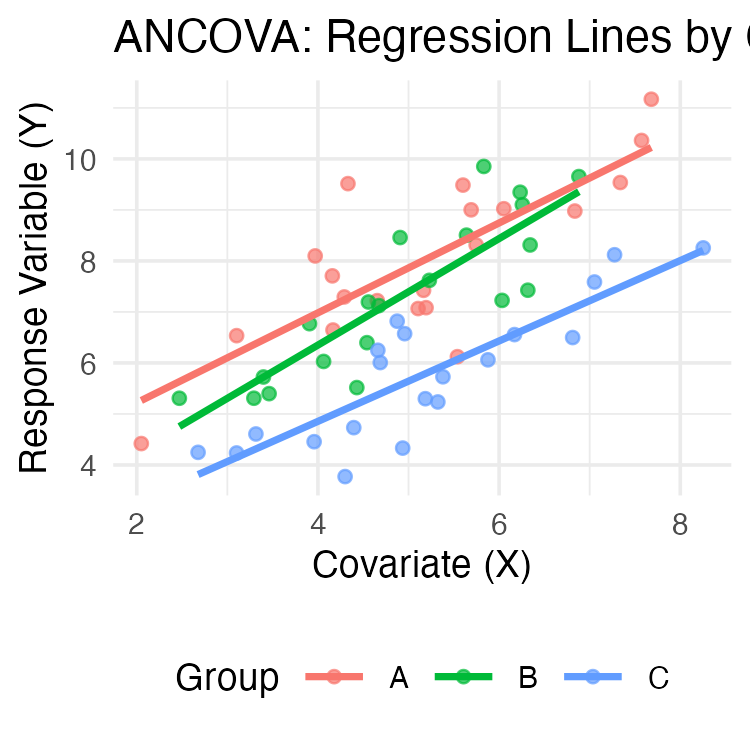 ANCOVA: Regression Lines by
Response Variable (Y)
10
8
6
4
2 4 6 8
Covariate (X)
Group A B C